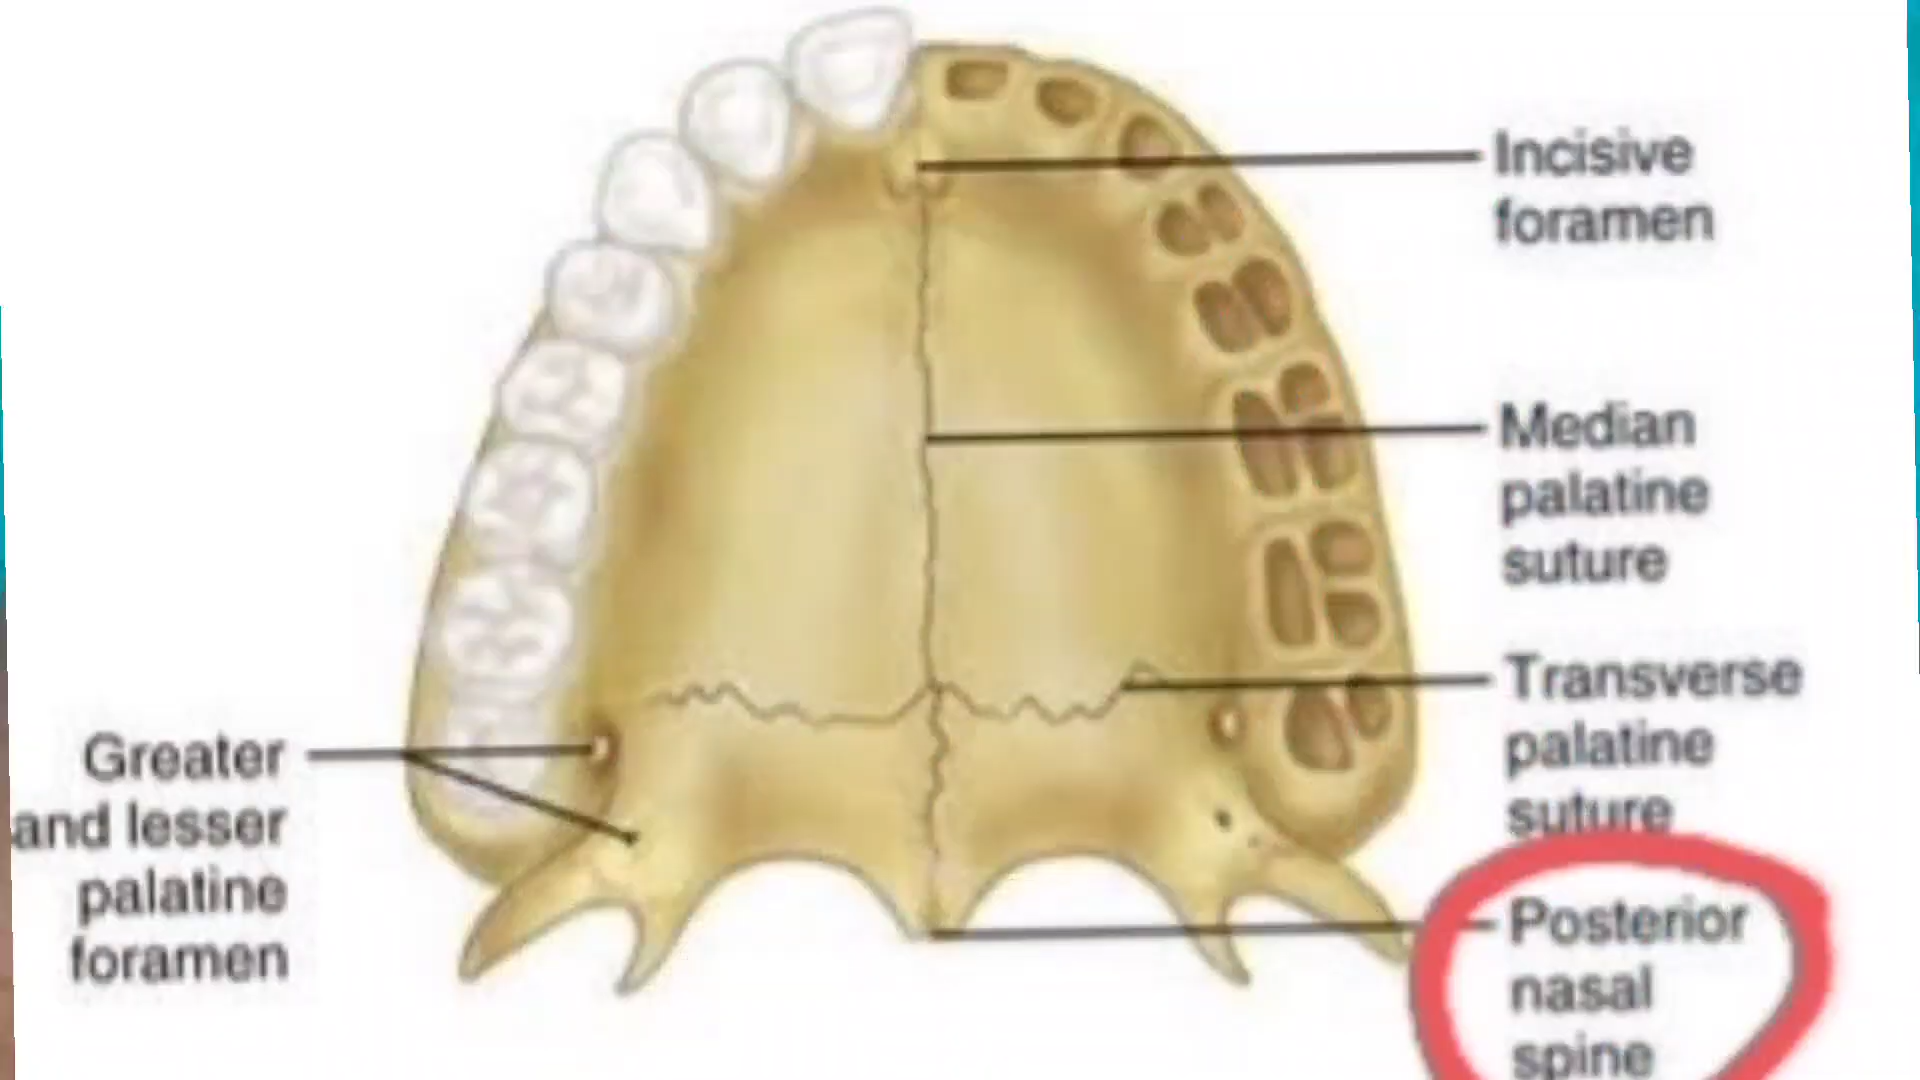 Incisive
foramen
Median
palatine
suture
Transverse
palatine
suture
Greater
and lesser
palatine
foramen
Posterior
nasal
spine